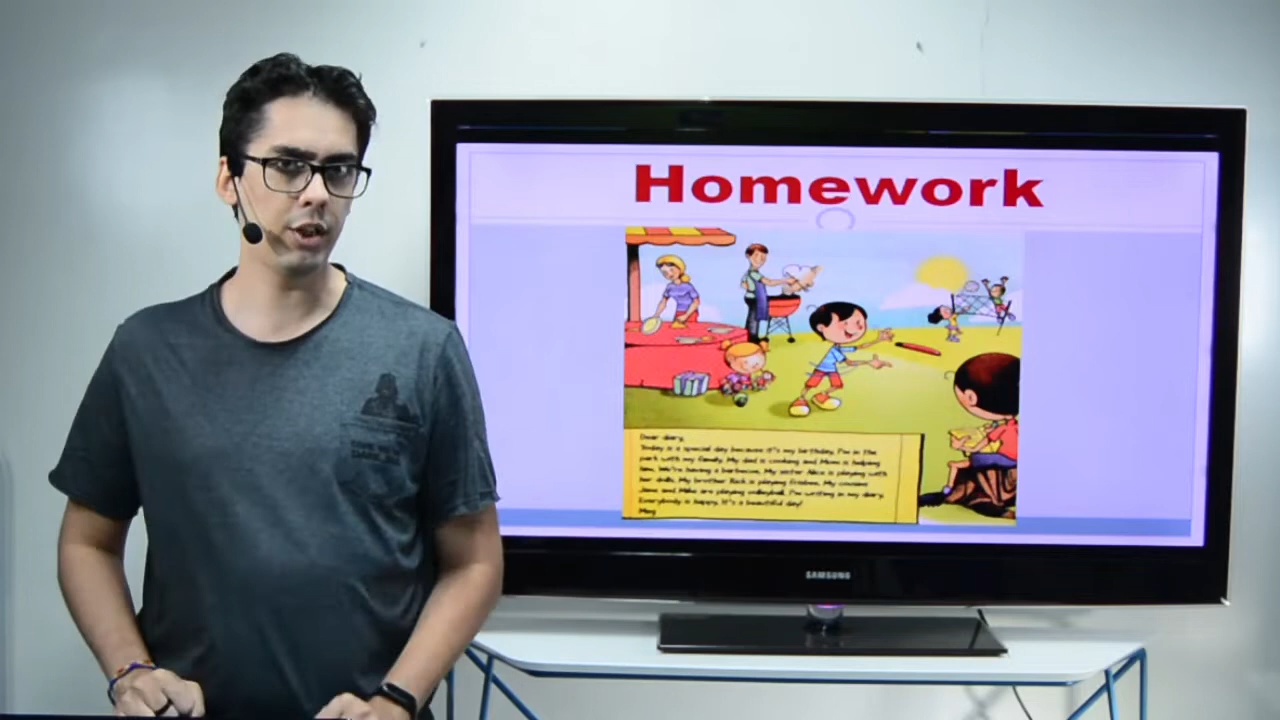 Homework
Dear diary,
Today is a special day because it's my birthday. I'm in the
park with my family. My dad is cooking and Mom is helping
him. We're having a barbecue. My sister Alice is playing with
her dolls. My brother Rick is playing frisbee. My cousins
Jane and Mike are playing volleyball. I'm writing in my diary.
Everybody is happy. It's a beautiful day!
Meg
SAMSUNG